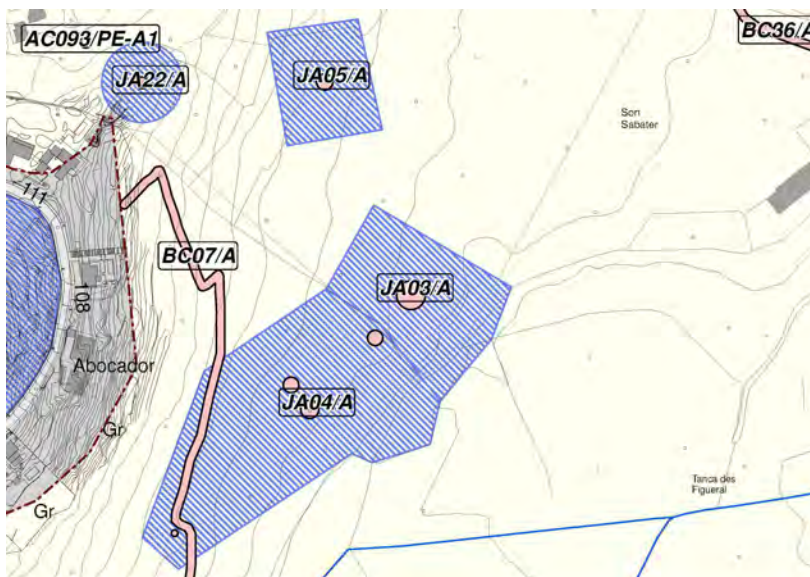 AC093/PE-A1
JA22/A
JA05/A
BC36/A
Son
Sabater
111
BC07/A
JA03/A
108
Abocador
JA04/A
Gr
Tanca des
Figueral
Gr